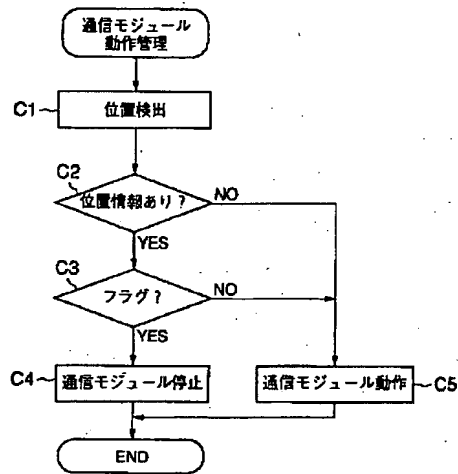 通信モジュール
動作管理
C1
位置検出
C2
位置情報あり?
NO
YES
C3
フラグ?
NO
YES
C4
通信モジュール停止
通信モジュール動作
C5
END